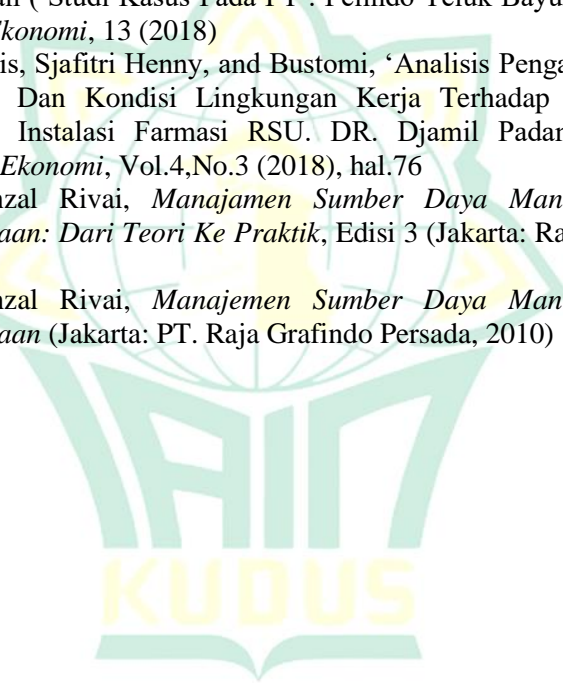 an ( Studi Kasus Pada PT . Pelindo Teluk Bayu
konomi, 13 (2018)
is, Sjafitri Henny, and Bustomi, ‘Analisis Penga
Dan Kondisi Lingkungan Kerja Terhadap
Instalasi Farmasi RSU. DR. Djamil Padan
Ekonomi, Vol.4,No.3 (2018), hal.76
nzal Rivai, Manajamen Sumber Daya Man
aan: Dari Teori Ke Praktik, Edisi 3 (Jakarta: Ra
nzal Rivai, Manajemen Sumber Daya Man
aan (Jakarta: PT. Raja Grafindo Persada, 2010)
IAIN
KUDUS